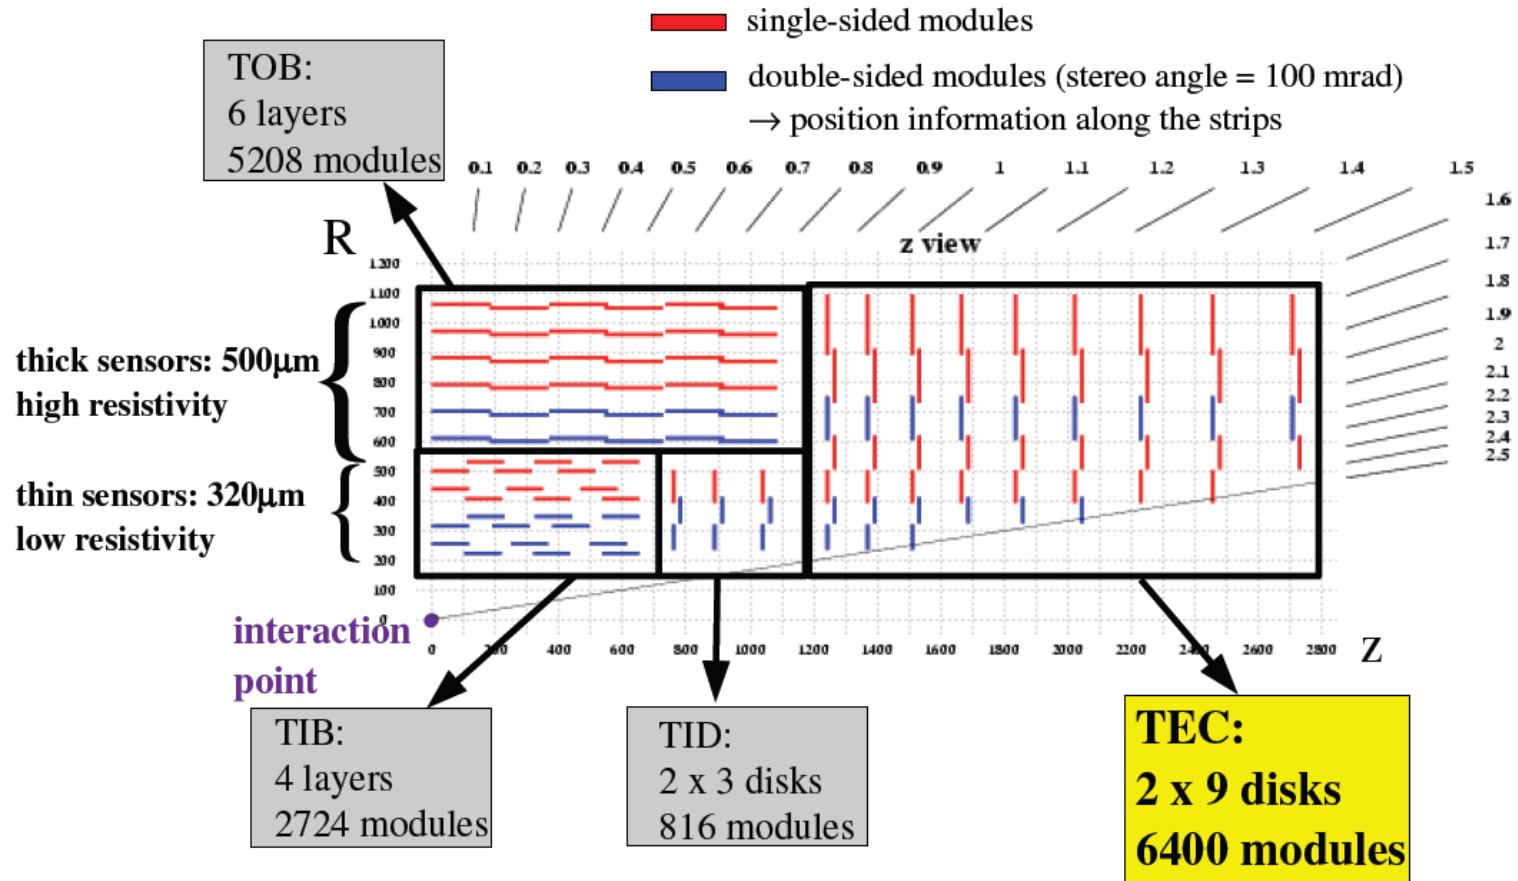 single-sided modules
TOB:
6 layers
5208 modules
double-sided modules (stereo angle = 100 mrad)
→ position information along the strips
0.1 0.2 0.3 0.4 0.5 0.6 0.7 0.8 0.9 1 1.1 1.2 1.3 1.4 1.5
1.6
1.7
1.8
1.9
2
2.1
2.2
2.3
2.4
2.5
R
z view
1200
1100
1000
900
800
700
600
500
400
300
200
100
0
thick sensors: 500μm
high resistivity
thin sensors: 320μm
low resistivity
interaction
point
0 200 400 600 800 1000 1200 1400 1600 1800 2000 2200 2400 2600 2800 Z
TIB:
4 layers
2724 modules
TID:
2 x 3 disks
816 modules
TEC:
2 x 9 disks
6400 modules